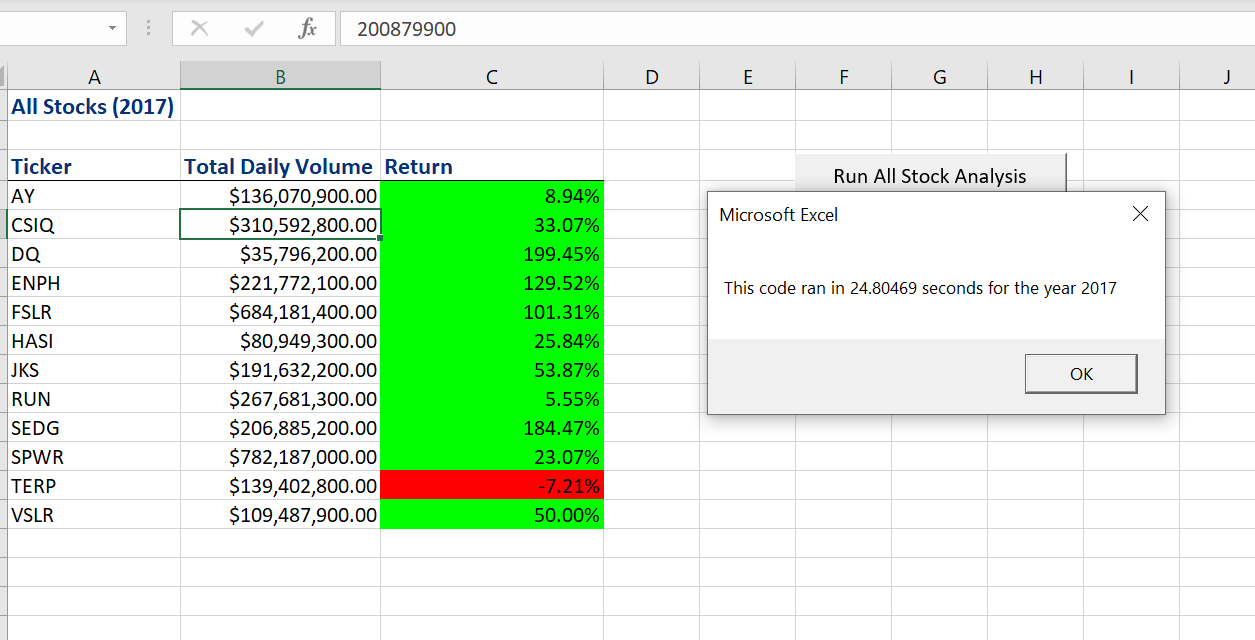 fx 200879900
A B C D E F G H I J
All Stocks (2017)
Ticker Total Daily Volume Return
Run All Stock Analysis
AY $136,070,900.00 8.94%
CSIQ $310,592,800.00 33.07%
DQ $35,796,200.00 199.45%
ENPH $221,772,100.00 129.52%
FSLR $684,181,400.00 101.31%
HASI $80,949,300.00 25.84%
JKS $191,632,200.00 53.87%
RUN $267,681,300.00 5.55%
SEDG $206,885,200.00 184.47%
SPWR $782,187,000.00 23.07%
TERP $139,402,800.00 -7.21%
VSLR $109,487,900.00 50.00%
Microsoft Excel
This code ran in 24.80469 seconds for the year 2017
OK